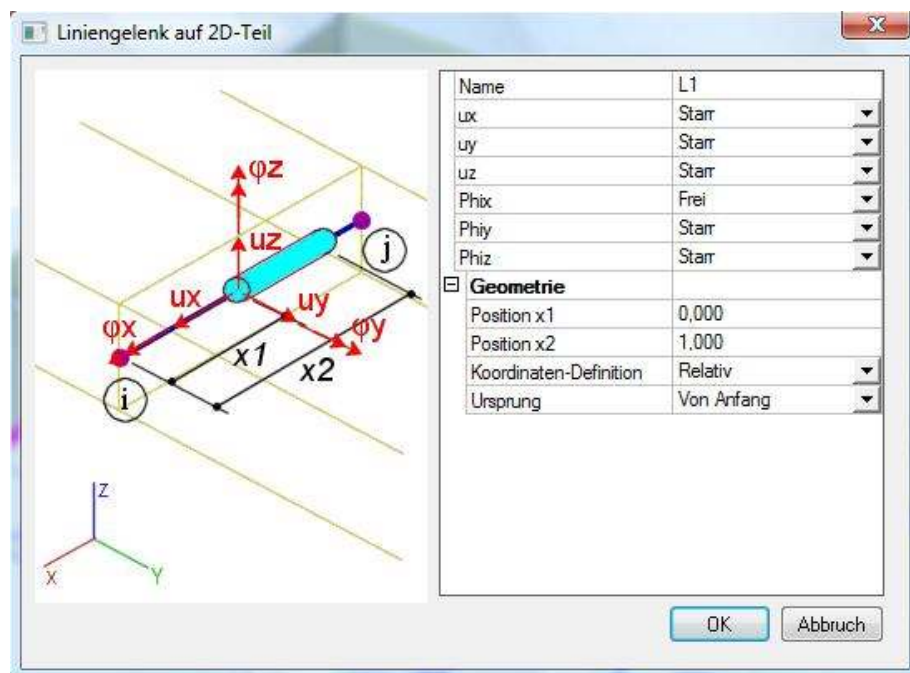 Liniengelenk auf 2D-Teil
X
φz
uz
j
ux
uy
φx
φy
x1
x2
i
Z
X
Y
Name L1
ux Starr
uy Starr
uz Starr
Phix Frei
Phiy Starr
Phiz Starr
Geometrie
Position x1 0,000
Position x2 1,000
Koordinaten-Definition Relativ
Ursprung Von Anfang
OK Abbruch